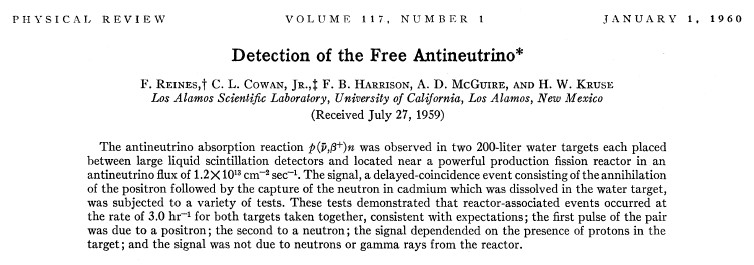 PHYSICAL REVIEW VOLUME 117, NUMBER 1 JANUARY 1, 1960
Detection of the Free Antineutrino*
F. REINES,† C. L. COWAN, JR.,‡ F. B. HARRISON, A. D. MCGUIRE, AND H. W. KRUSE
Los Alamos Scientific Laboratory, University of California, Los Alamos, New Mexico
(Received July 27, 1959)
The antineutrino absorption reaction p(ν̄,β⁺)n was observed in two 200-liter water targets each placed
between large liquid scintillation detectors and located near a powerful production fission reactor in an
antineutrino flux of 1.2×10¹³ cm⁻² sec⁻¹. The signal, a delayed-coincidence event consisting of the annihilation
of the positron followed by the capture of the neutron in cadmium which was dissolved in the water target,
was subjected to a variety of tests. These tests demonstrated that reactor-associated events occurred at
the rate of 3.0 hr⁻¹ for both targets taken together, consistent with expectations; the first pulse of the pair
was due to a positron; the second to a neutron; the signal dependended on the presence of protons in the
target; and the signal was not due to neutrons or gamma rays from the reactor.